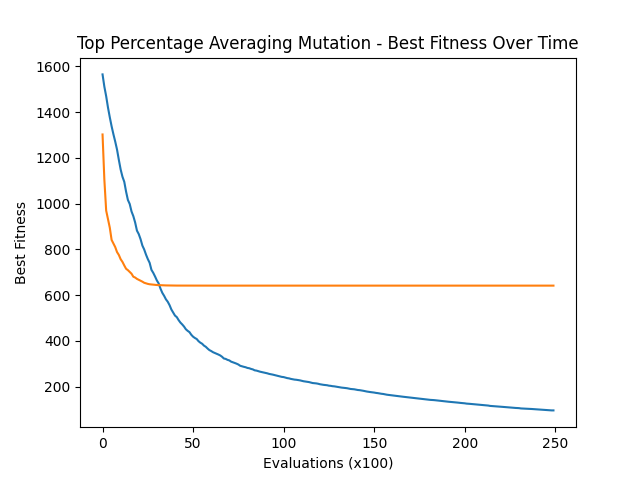 Top Percentage Averaging Mutation - Best Fitness Over Time
1600
1400
1200
1000
800
600
400
200
Best Fitness
0 50 100 150 200 250
Evaluations (x100)